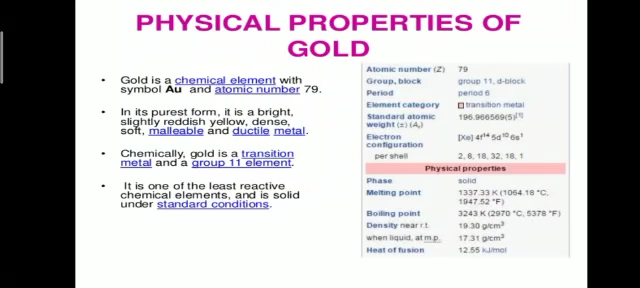 PHYSICAL PROPERTIES OF
GOLD
• Gold is a chemical element with
symbol Au and atomic number 79.
• In its purest form, it is a bright,
slightly reddish yellow, dense,
soft, malleable and ductile metal.
• Chemically, gold is a transition
metal and a group 11 element.
• It is one of the least reactive
chemical elements, and is solid
under standard conditions.
Atomic number (Z) 79
Group, block group 11, d-block
Period period 6
Element category transition metal
Standard atomic 196.966569(5)[1]
weight (±) (Ar)
Electron [Xe] 4f14 5d10 6s1
configuration
per shell 2, 8, 18, 32, 18, 1
Physical properties
Phase solid
Melting point 1337.33 K (1064.18 °C,
1947.52 °F)
Boiling point 3243 K (2970 °C, 5378 °F)
Density near r.t. 19.30 g/cm3
when liquid, at m.p. 17.31 g/cm3
Heat of fusion 12.55 kJ/mol